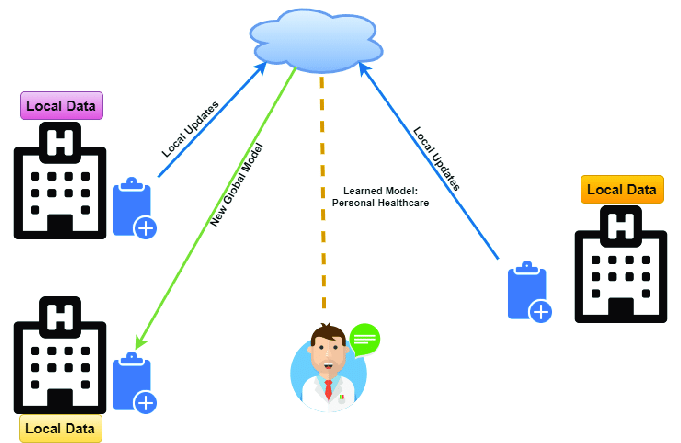 Local Data
H
Local Updates
New Global Model
Learned Model:
Personal Healthcare
Local Updates
Local Data
H
H
Local Data